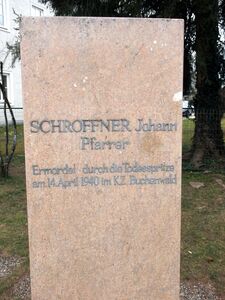 SCHROFFNER Johann
Pfarrer
Ermordet durch die Todesspritze
am 14. April 1940 im KZ Buchenwald